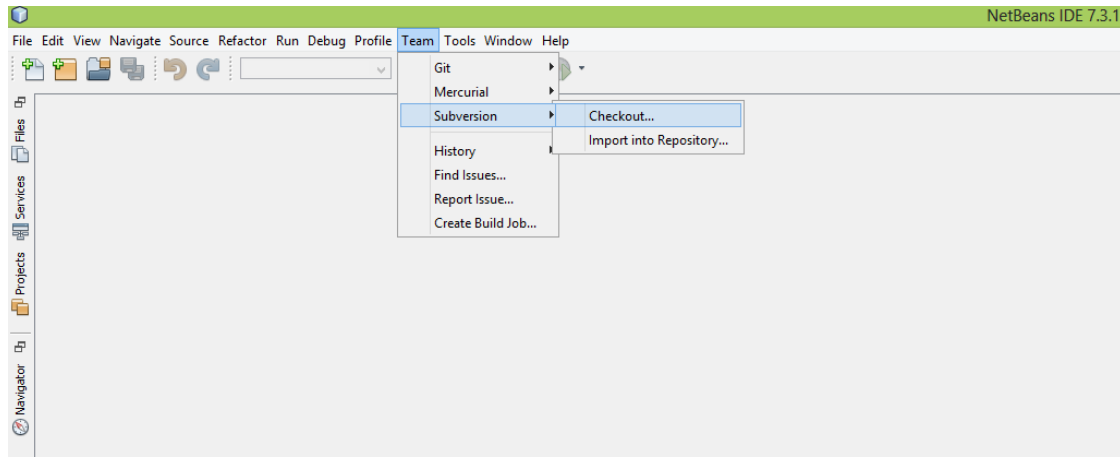 NetBeans IDE 7.3.1
File Edit View Navigate Source Refactor Run Debug Profile Team Tools Window Help
Git
Mercurial
Subversion
Checkout...
Import into Repository...
History
Find Issues...
Report Issue...
Create Build Job...
Files
Services
Projects
Navigator